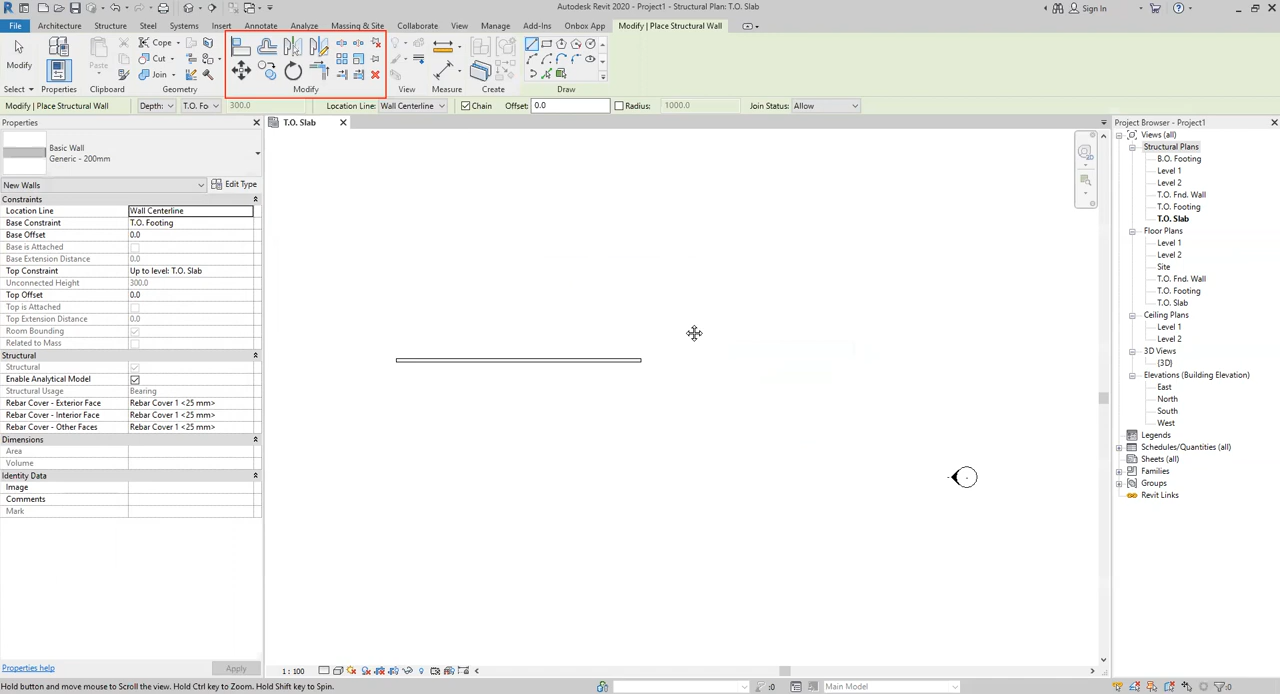 Autodesk Revit 2020 - Project1 - Structural Plan: T.O. Slab
Sign In
File Architecture Structure Steel Systems Insert Annotate Analyze Massing & Site Collaborate View Manage Add-Ins Onbox App Modify | Place Structural Wall
Modify Paste Cope Cut Join
Select Properties Clipboard Geometry Modify View Measure Create Draw
Modify | Place Structural Wall Depth: T.O. Fo 300.0 Location Line: Wall Centerline Chain Offset: 0.0 Radius: 1000.0 Join Status: Allow
Properties
T.O. Slab
Project Browser - Project1
Basic Wall
Generic - 200mm
New Walls Edit Type
Constraints
Location Line Wall Centerline
Base Constraint T.O. Footing
Base Offset 0.0
Base is Attached
Base Extension Distance 0.0
Top Constraint Up to level: T.O. Slab
Unconnected Height 300.0
Top Offset 0.0
Top is Attached
Top Extension Distance 0.0
Room Bounding
Related to Mass
Structural
Structural
Enable Analytical Model
Structural Usage Bearing
Rebar Cover - Exterior Face Rebar Cover 1 <25 mm>
Rebar Cover - Interior Face Rebar Cover 1 <25 mm>
Rebar Cover - Other Faces Rebar Cover 1 <25 mm>
Dimensions
Area
Volume
Identity Data
Image
Comments
Mark
Properties help Apply
Views (all)
Structural Plans
B.O. Footing
Level 1
Level 2
T.O. Fnd. Wall
T.O. Footing
T.O. Slab
Floor Plans
Level 1
Level 2
Site
T.O. Fnd. Wall
T.O. Footing
T.O. Slab
Ceiling Plans
Level 1
Level 2
3D Views
{3D}
Elevations (Building Elevation)
East
North
South
West
Legends
Schedules/Quantities (all)
Sheets (all)
Families
Groups
Revit Links
1 : 100
Hold button and move mouse to Scroll the view. Hold Ctrl key to Zoom. Hold Shift key to Spin.
:0 Main Model :0